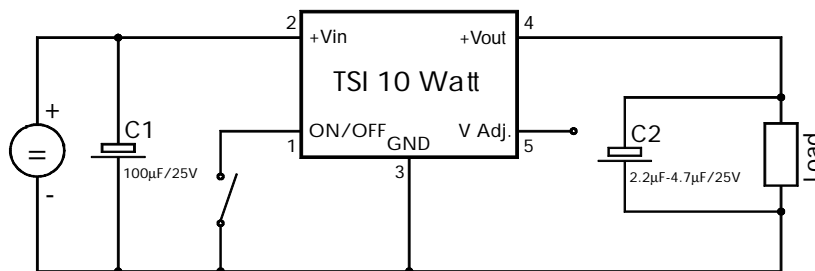 2
4
+Vin
+Vout
TSI 10 Watt
+
=
-
C1
100µF/25V
ON/OFF
1
GND
3
V Adj.
5
C2
2.2µF-4.7µF/25V
Load